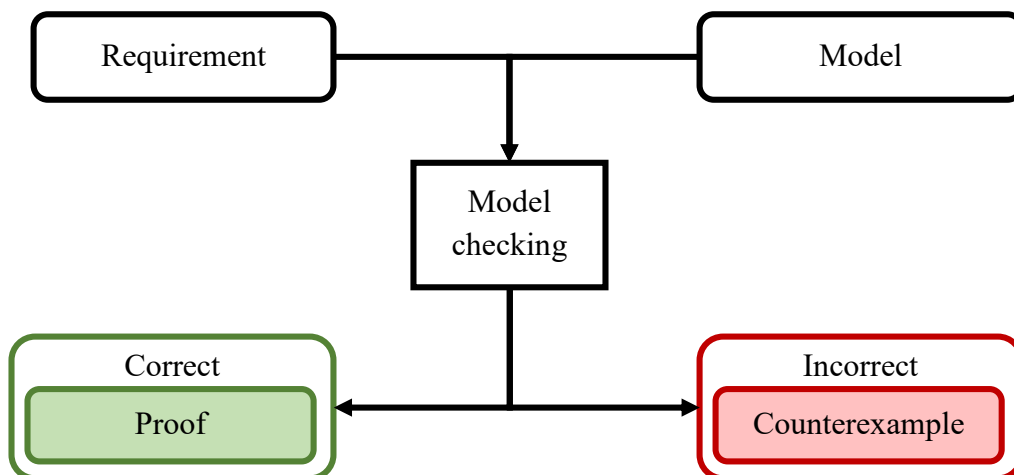 Requirement
Model
Model
checking
Correct
Incorrect
Proof
Counterexample